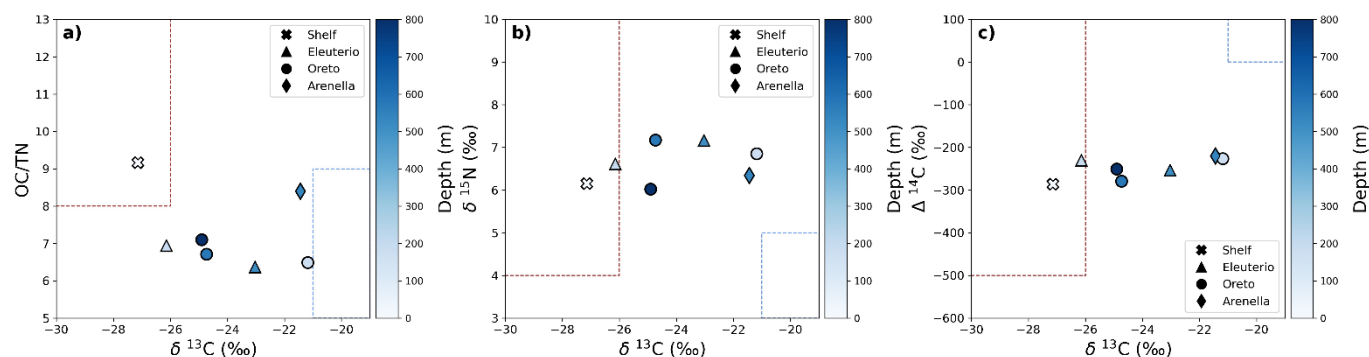 a)
OC/TN
13
12
11
10
9
8
7
6
5
−30
−28
−26
−24
−22
−20
δ ¹³C (‰)
Shelf
Eleuterio
Oreto
Arenella
800
700
600
500
400
300
200
100
0
Depth (m)
b)
δ ¹⁵N (‰)
10
9
8
7
6
5
4
3
−30
−28
−26
−24
−22
−20
δ ¹³C (‰)
Shelf
Eleuterio
Oreto
Arenella
800
700
600
500
400
300
200
100
0
Depth (m)
c)
Δ ¹⁴C (‰)
100
0
−100
−200
−300
−400
−500
−600
−30
−28
−26
−24
−22
−20
δ ¹³C (‰)
Shelf
Eleuterio
Oreto
Arenella
800
700
600
500
400
300
200
100
0
Depth (m)